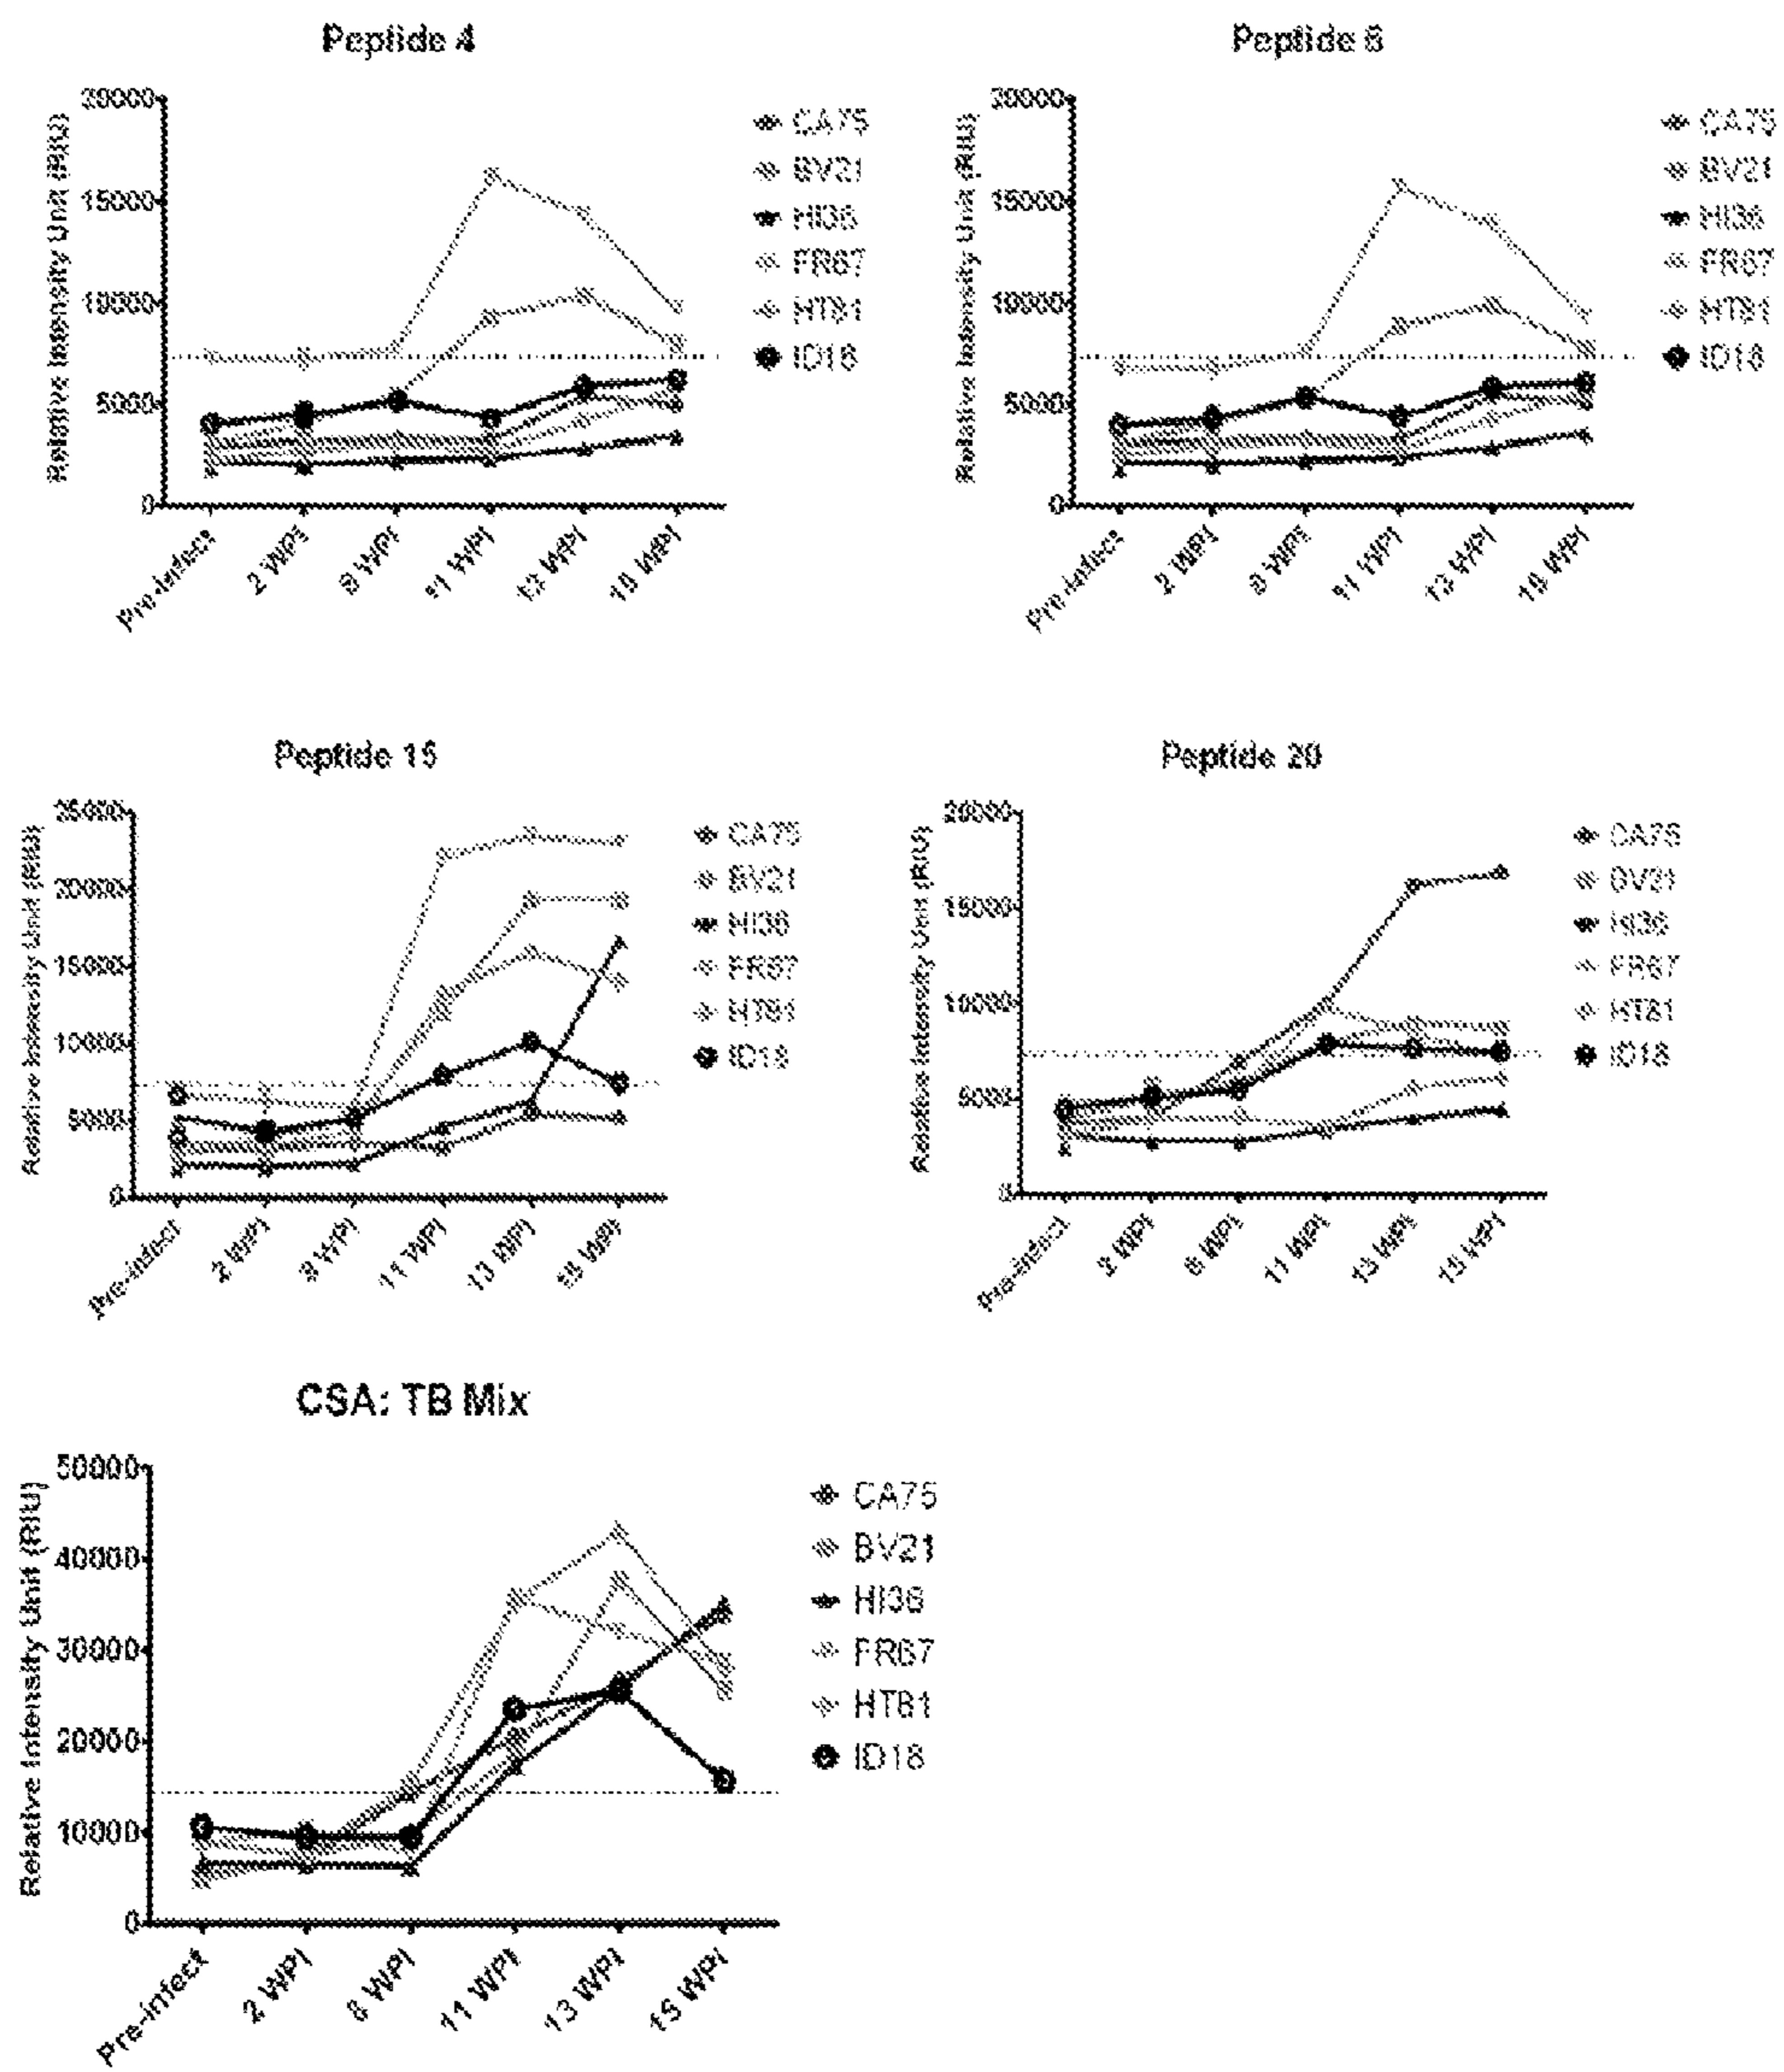 Peptide 4
Relative Intensity Unit (RIU)
20000
15000
10000
5000
0
Pre-infect
2 WPI
8 WPI
11 WPI
13 WPI
CA75
BV21
HI36
FR67
HT81
ID18
Relative Intensity Unit (RIU)
20000
15000
10000
5000
0
Pre-infect
2 WPI
8 WPI
11 WPI
13 WPI
CA75
BV21
HI36
FR67
HT81
ID18
Peptide 15
Relative Intensity Unit (RIU)
25000
20000
15000
10000
5000
0
Pre-infect
2 WPI
8 WPI
11 WPI
13 WPI
15 WPI
CA75
BV21
HI36
FR67
HT81
ID18
Peptide 20
Relative Intensity Unit (RIU)
20000
15000
10000
5000
0
Pre-infect
2 WPI
8 WPI
11 WPI
13 WPI
15 WPI
CA75
BV21
HI36
FR67
HT81
ID18
CSA: TB Mix
Relative Intensity Unit (RIU)
50000
40000
30000
20000
10000
0
Pre-infect
2 WPI
8 WPI
11 WPI
13 WPI
15 WPI
CA75
BV21
HI36
FR67
HT81
ID18